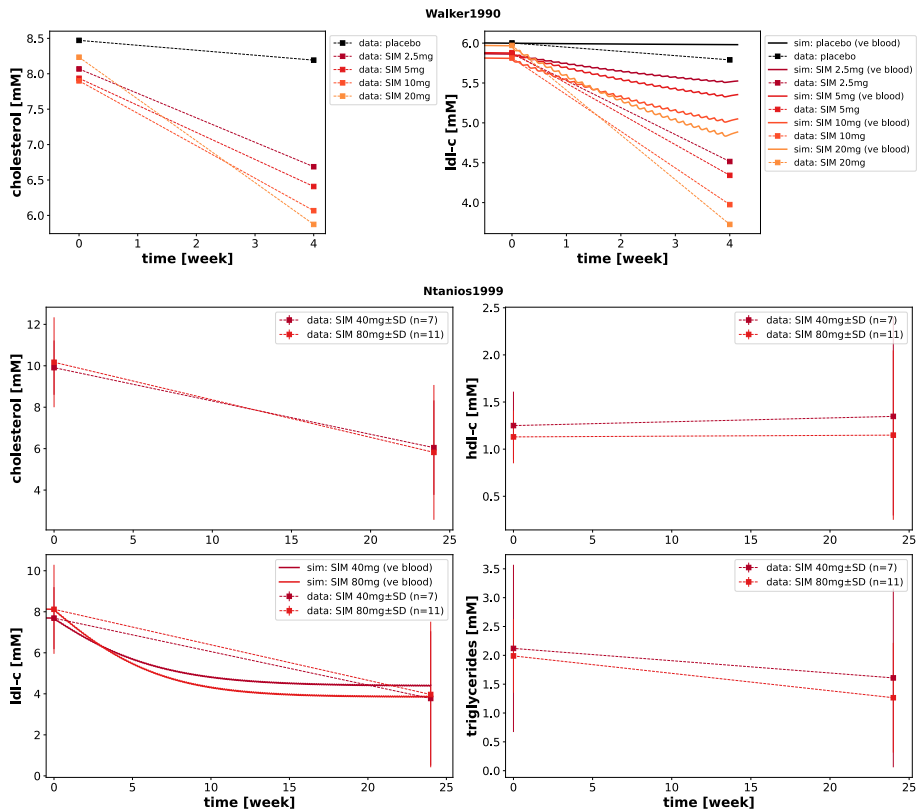 Walker1990
cholesterol [mM]
8.5
8.0
7.5
7.0
6.5
6.0
0
1
2
3
4
time [week]
data: placebo
data: SIM 2.5mg
data: SIM 5mg
data: SIM 10mg
data: SIM 20mg
ldl-c [mM]
6.0
5.5
5.0
4.5
4.0
0
1
2
3
4
time [week]
sim: placebo (ve blood)
data: placebo
sim: SIM 2.5mg (ve blood)
data: SIM 2.5mg
sim: SIM 5mg (ve blood)
data: SIM 5mg
sim: SIM 10mg (ve blood)
data: SIM 10mg
sim: SIM 20mg (ve blood)
data: SIM 20mg
Ntanios1999
cholesterol [mM]
12
10
8
6
4
0
5
10
15
20
25
data: SIM 40mg±SD (n=7)
data: SIM 80mg±SD (n=11)
hdl-c [mM]
2.5
2.0
1.5
1.0
0.5
0
5
10
15
20
25
data: SIM 40mg±SD (n=7)
data: SIM 80mg±SD (n=11)
ldl-c [mM]
10
8
6
4
2
0
0
5
10
15
20
25
time [week]
sim: SIM 40mg (ve blood)
sim: SIM 80mg (ve blood)
data: SIM 40mg±SD (n=7)
data: SIM 80mg±SD (n=11)
triglycerides [mM]
3.5
3.0
2.5
2.0
1.5
1.0
0.5
0.0
0
5
10
15
20
25
time [week]
data: SIM 40mg±SD (n=7)
data: SIM 80mg±SD (n=11)